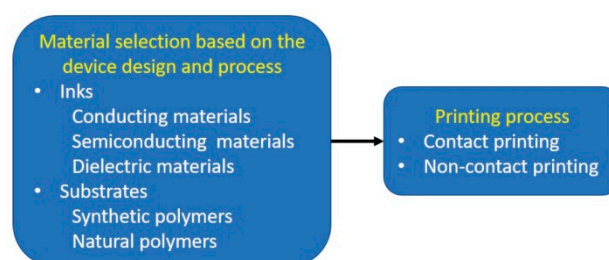 Material selection based on the
device design and process
• Inks
Conducting materials
Semiconducting materials
Dielectric materials
• Substrates
Synthetic polymers
Natural polymers
Printing process
• Contact printing
• Non-contact printing